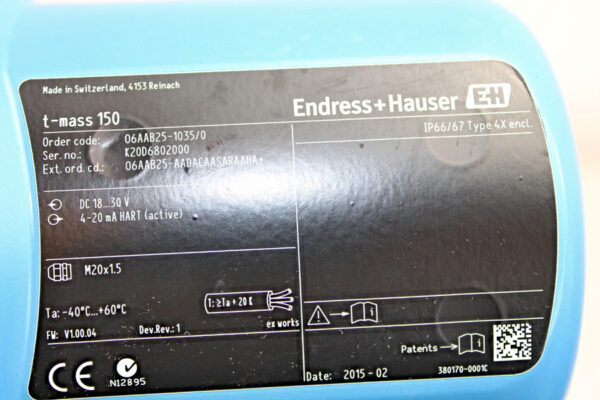 Made in Switzerland, 4153 Reinach
Endress+Hauser EH
t-mass 150
IP66/67 Type 4X encl.
Order code: 06AAB25-1035/0
Ser. no.: K20D6802000
Ext. ord. cd.: 06AAB25-AADACAASARAAHA+
DC 18...30 V
4-20 mA HART (active)
M20x1.5
Ta: -40°C...+60°C
T: ≥Ta + 20 K
FW: V1.00.04 Dev.Rev.: 1 ex works
i
Patents → i
CE N12895
Date: 2015 - 02
380170-0001C